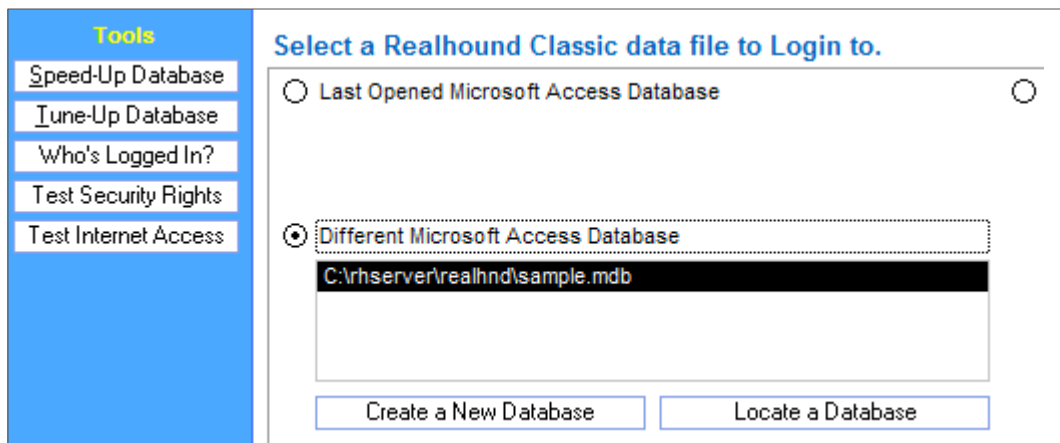 Tools
Speed-Up Database
Tune-Up Database
Who's Logged In?
Test Security Rights
Test Internet Access
Select a Realhound Classic data file to Login to.
Last Opened Microsoft Access Database
Different Microsoft Access Database
C:\rhserver\realhnd\sample.mdb
Create a New Database
Locate a Database